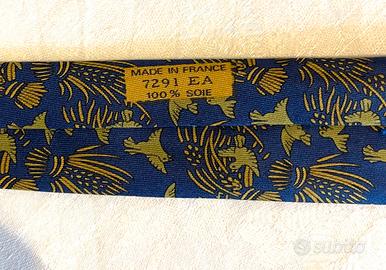 MADE IN FRANCE
7291 EA
100% SOIE
subito